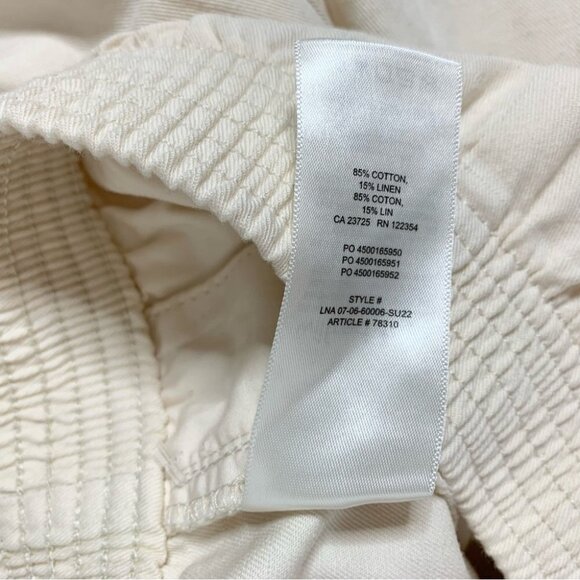 85% COTTON,
15% LINEN
85% COTON,
15% LIN
CA 23725 RN 122354
PO 4500165950
PO 4500165951
PO 4500165952
STYLE #
LNA 07-06-60006-SU22
ARTICLE # 78310